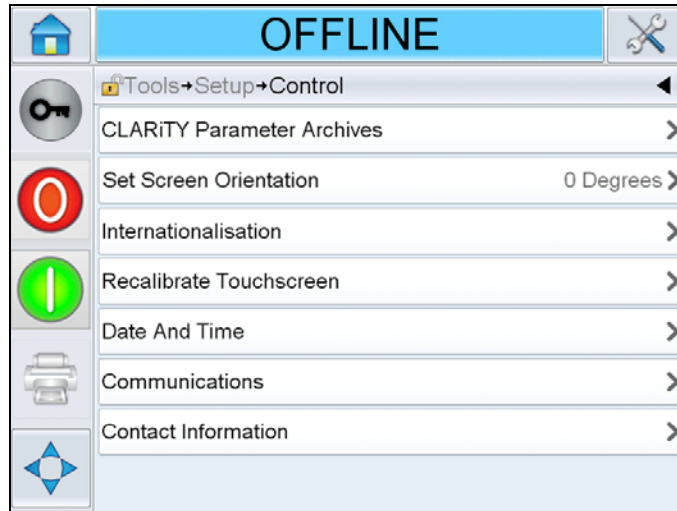 OFFLINE
Tools→Setup→Control
CLARiTY Parameter Archives
Set Screen Orientation 0 Degrees
Internationalisation
Recalibrate Touchscreen
Date And Time
Communications
Contact Information